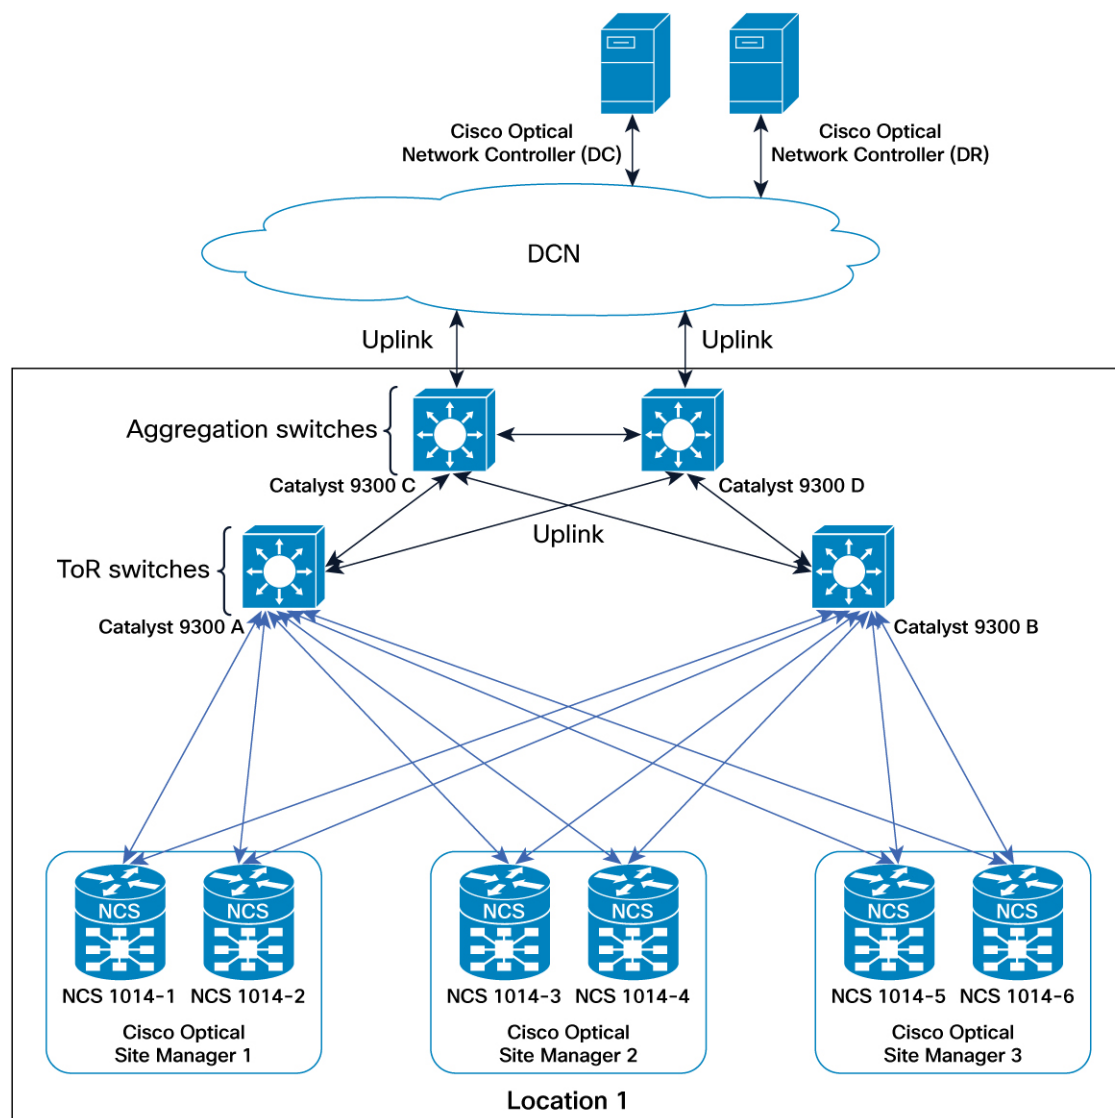 Cisco Optical
Network Controller (DC)
Cisco Optical
Network Controller (DR)
DCN
Uplink
Uplink
Aggregation switches
Catalyst 9300 C
Catalyst 9300 D
Uplink
ToR switches
Catalyst 9300 A
Catalyst 9300 B
NCS
NCS
NCS
NCS
NCS
NCS
NCS 1014-1
NCS 1014-2
NCS 1014-3
NCS 1014-4
NCS 1014-5
NCS 1014-6
Cisco Optical
Site Manager 1
Cisco Optical
Site Manager 2
Cisco Optical
Site Manager 3
Location 1